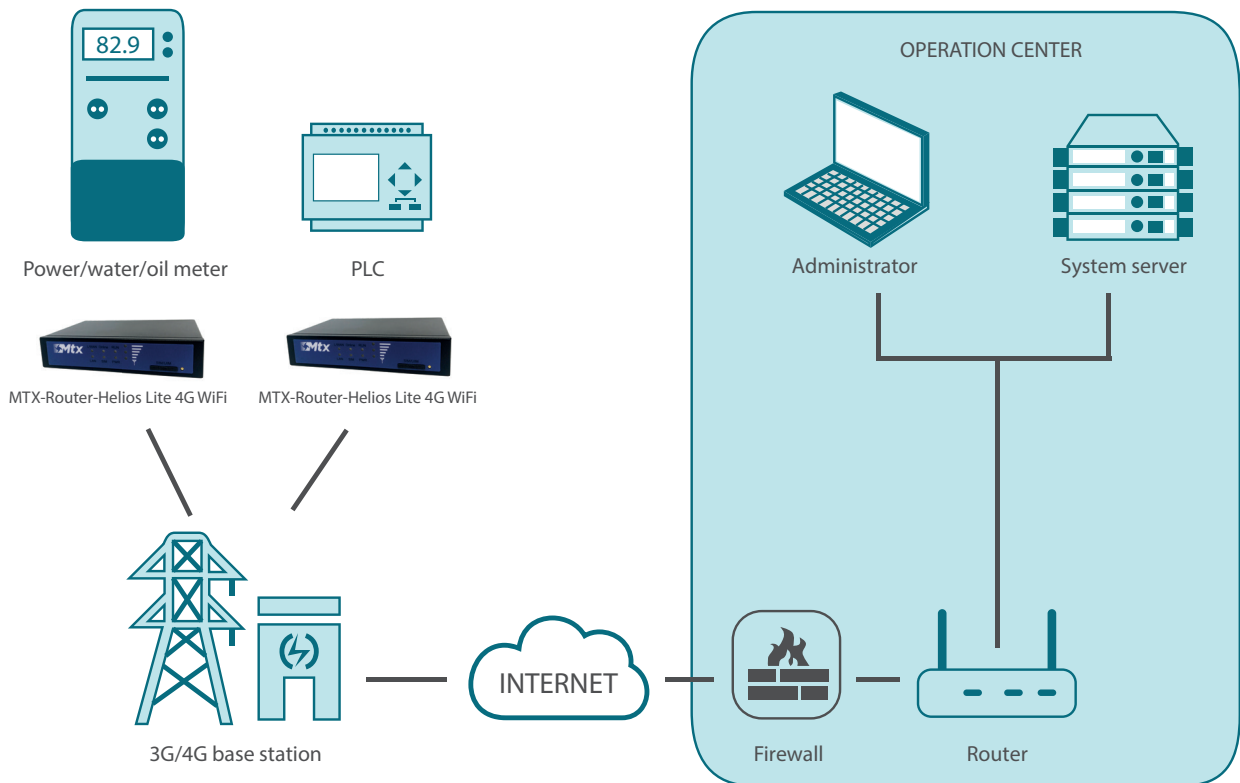 82.9
OPERATION CENTER
Power/water/oil meter
PLC
Administrator
System server
Mtx
Mtx
MTX-Router-Helios Lite 4G WiFi
MTX-Router-Helios Lite 4G WiFi
INTERNET
3G/4G base station
Firewall
Router